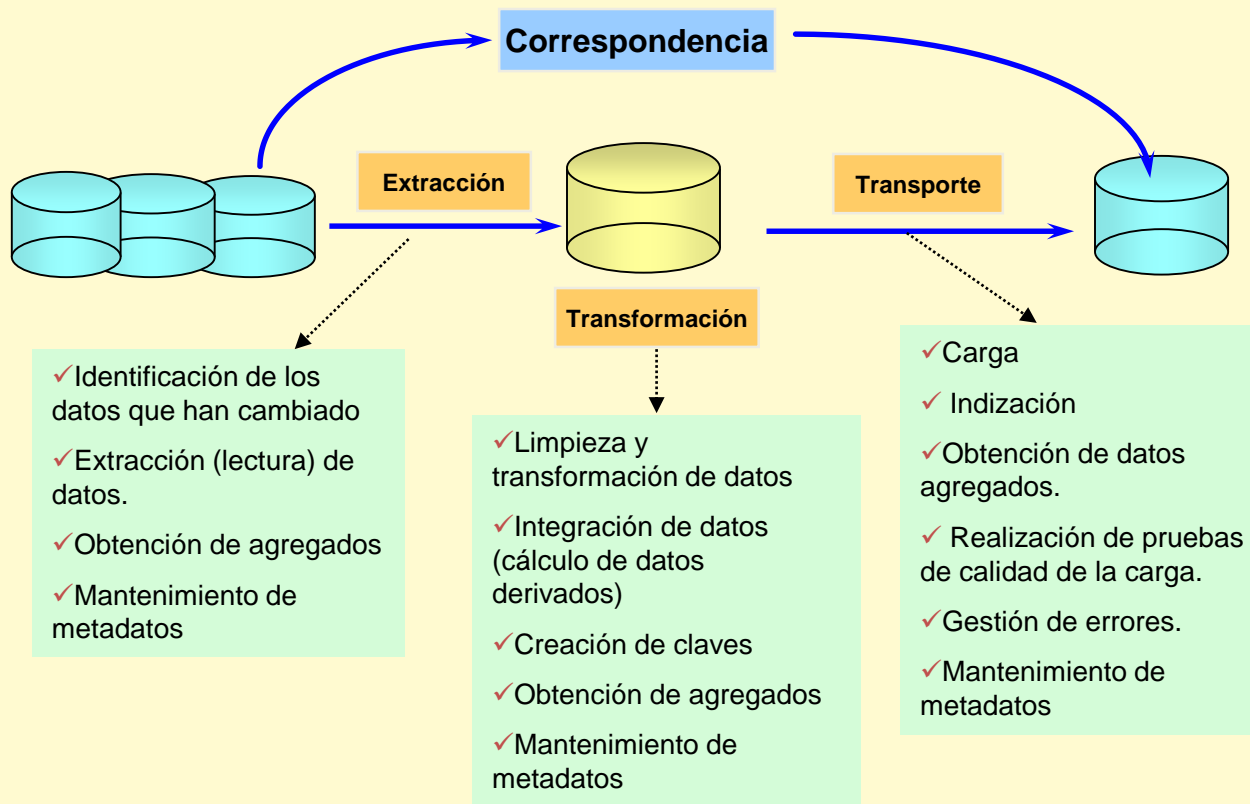 Correspondencia
Extracción
Transporte
Transformación
✓Identificación de los
datos que han cambiado
✓Extracción (lectura) de
datos.
✓Obtención de agregados
✓Mantenimiento de
metadatos
✓Limpieza y
transformación de datos
✓Integración de datos
(cálculo de datos
derivados)
✓Creación de claves
✓Obtención de agregados
✓Mantenimiento de
metadatos
✓Carga
✓ Indización
✓Obtención de datos
agregados.
✓ Realización de pruebas
de calidad de la carga.
✓Gestión de errores.
✓Mantenimiento de
metadatos